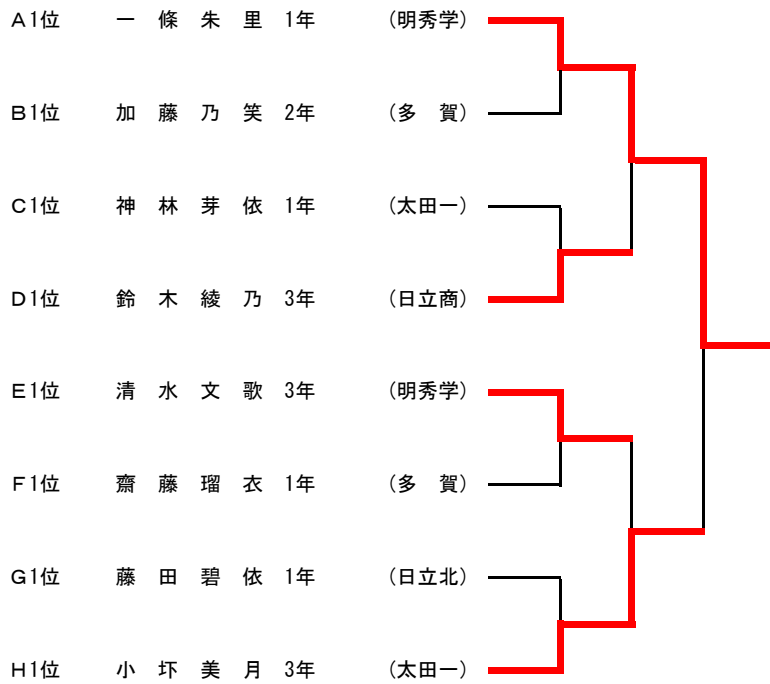 A1位 一條朱里 1年 (明秀学)
B1位 加藤乃笑 2年 (多 賀)
C1位 神林芽依 1年 (太田一)
D1位 鈴木綾乃 3年 (日立商)
E1位 清水文歌 3年 (明秀学)
F1位 齋藤瑠衣 1年 (多 賀)
G1位 藤田碧依 1年 (日立北)
H1位 小坏美月 3年 (太田一)